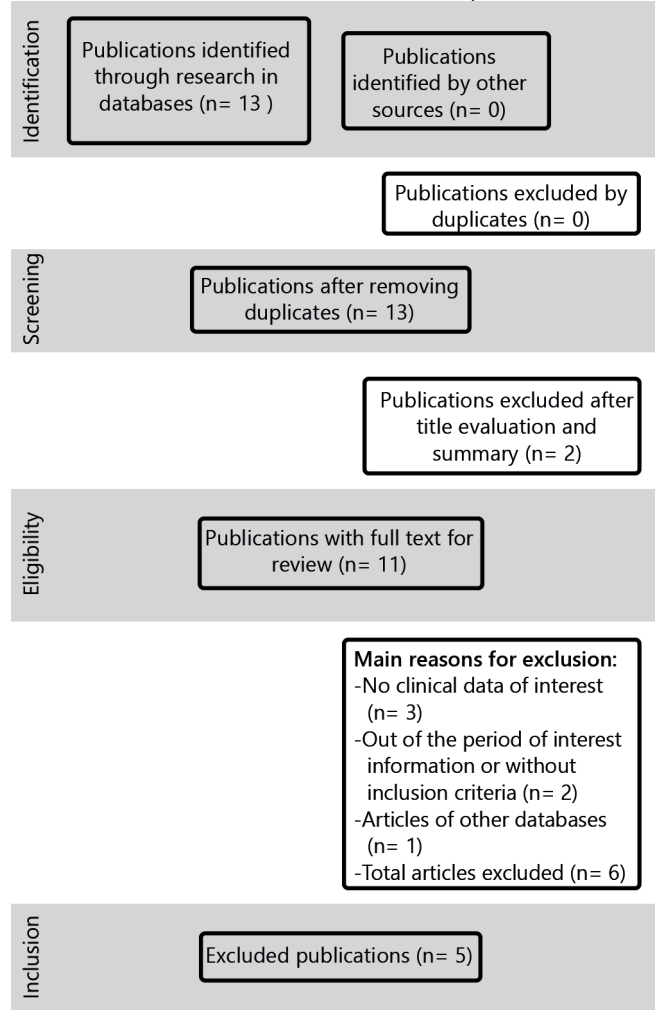 Identification
Publications identified
through research in
databases (n= 13 )
Publications
identified by other
sources (n= 0)
Publications excluded by
duplicates (n= 0)
Screening
Publications after removing
duplicates (n= 13)
Publications excluded after
title evaluation and
summary (n= 2)
Eligibility
Publications with full text for
review (n= 11)
Main reasons for exclusion:
-No clinical data of interest
(n= 3)
-Out of the period of interest
information or without
inclusion criteria (n= 2)
-Articles of other databases
(n= 1)
-Total articles excluded (n= 6)
Inclusion
Excluded publications (n= 5)